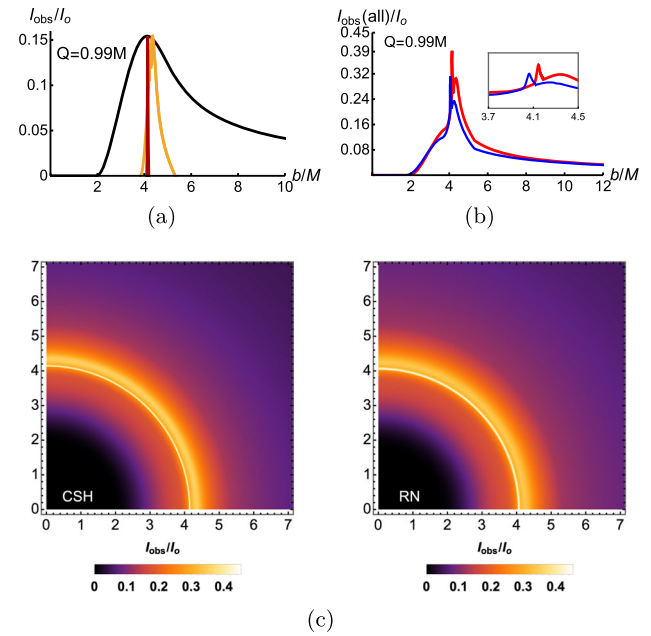 I_obs/I_o
0.15
Q=0.99M
0.1
0.05
0
2 4 6 8 10 b/M
(a)
I_obs(all)/I_o
0.45
Q=0.99M
0.39
0.32
0.24
0.16
0.08
3.7 4.1 4.5
0 2 4 6 8 10 12 b/M
(b)
7
6
5
4
3
2
1
0
CSH
0 1 2 3 4 5 6 7
I_obs/I_o
0 0.1 0.2 0.3 0.4
7
6
5
4
3
2
1
0
RN
0 1 2 3 4 5 6 7
I_obs/I_o
0 0.1 0.2 0.3 0.4
(c)